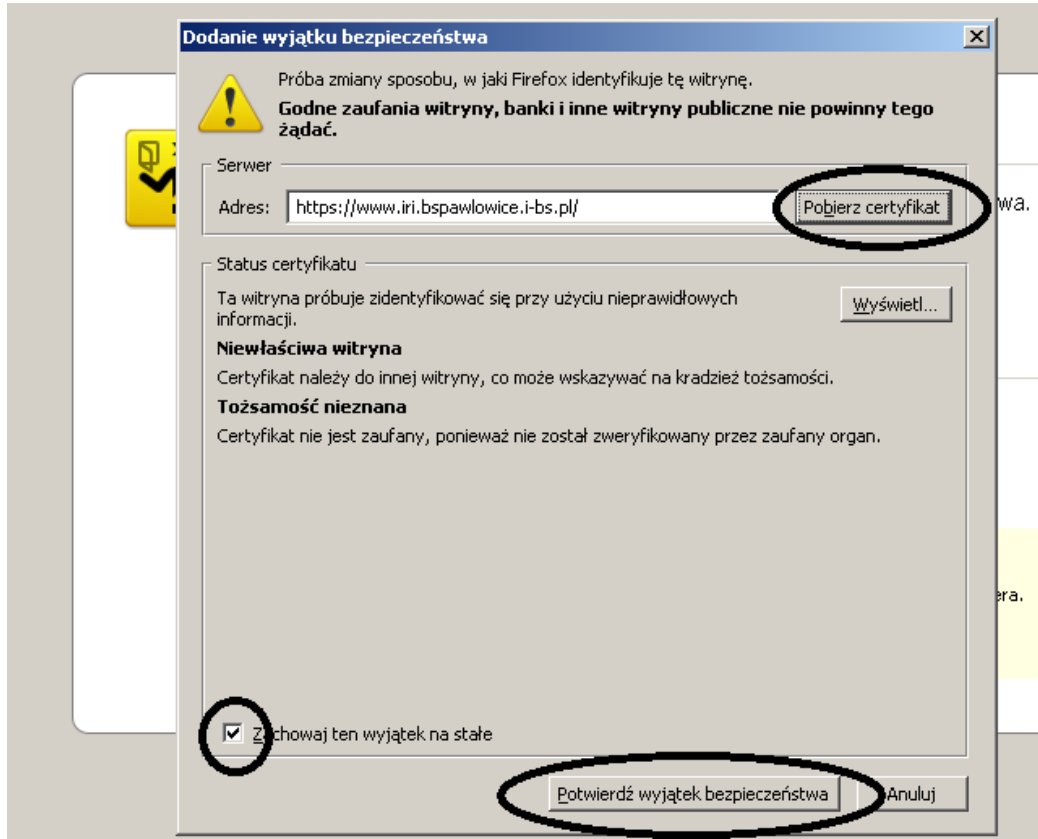 Dodanie wyjątku bezpieczeństwa
Próba zmiany sposobu, w jaki Firefox identyfikuje tę witrynę.
Godne zaufania witryny, banki i inne witryny publiczne nie powinny tego
żądać.
Serwer
Adres: https://www.iri.bspawlowice.i-bs.pl/ Pobierz certyfikat
wa.
Status certyfikatu
Ta witryna próbuje zidentyfikować się przy użyciu nieprawidłowych
informacji.
Wyświetl...
Niewłaściwa witryna
Certyfikat należy do innej witryny, co może wskazywać na kradzież tożsamości.
Tożsamość nieznana
Certyfikat nie jest zaufany, ponieważ nie został zweryfikowany przez zaufany organ.
era.
Zachowaj ten wyjątek na stałe
Potwierdź wyjątek bezpieczeństwa Anuluj